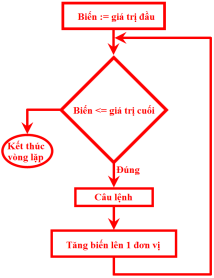 Biến := giá trị đầu
Biến <= giá trị cuối
Kết thúc
vòng lặp
Đúng
Câu lệnh
Tăng biến lên 1 đơn vị